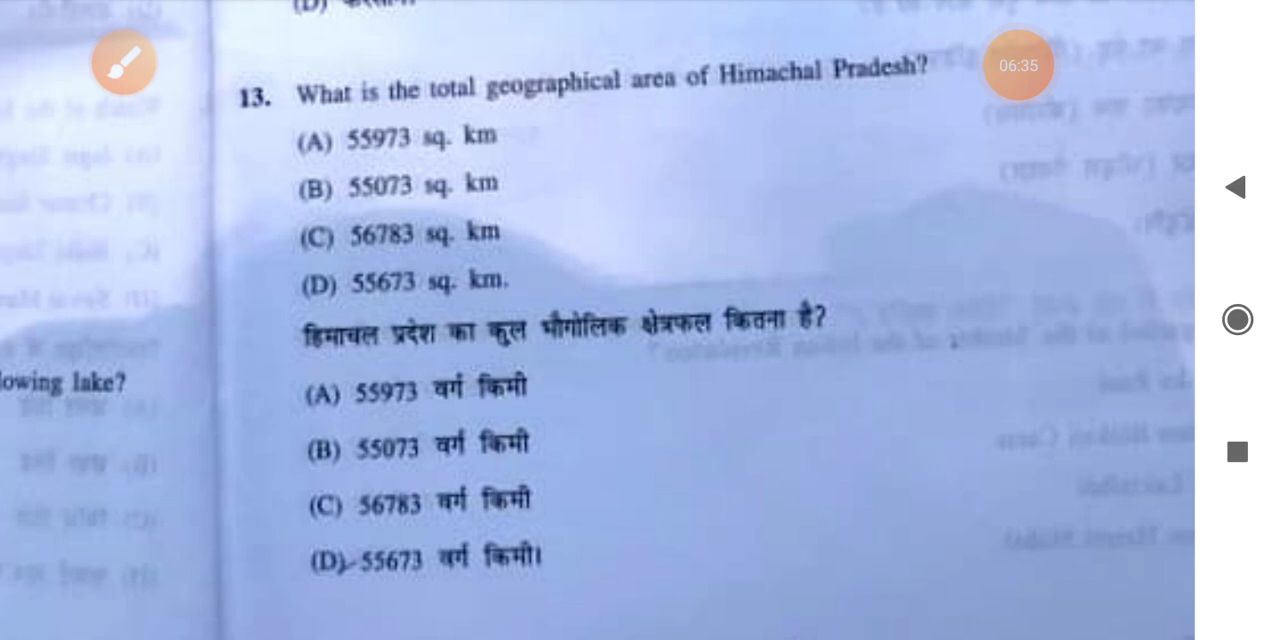 13. What is the total geographical area of Himachal Pradesh?
(A) 55973 sq. km
(B) 55073 sq. km
(C) 56783 sq. km
(D) 55673 sq. km.
हिमाचल प्रदेश का कुल भौगोलिक क्षेत्रफल कितना है?
(A) 55973 वर्ग किमी
(B) 55073 वर्ग किमी
(C) 56783 वर्ग किमी
(D) 55673 वर्ग किमी।
lowing lake?
06:35